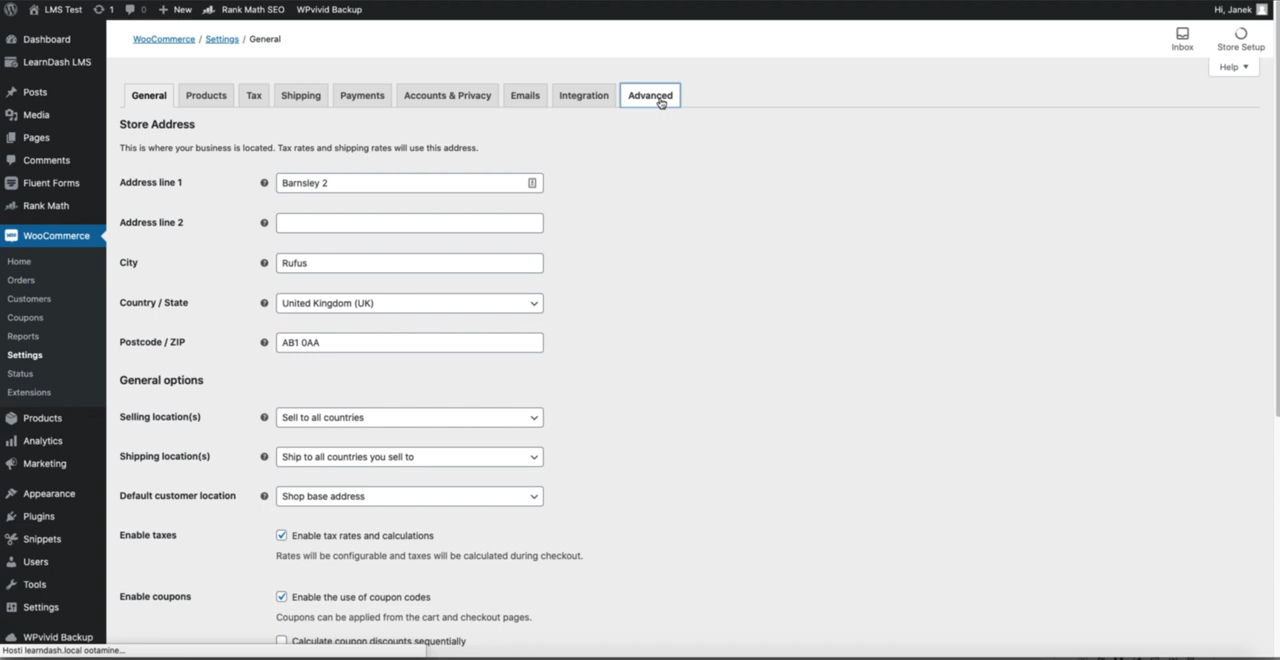 LMS Test 1 0 + New Rank Math SEO WPvivid Backup Hi, Janek
Dashboard
LearnDash LMS
Posts
Media
Pages
Comments
Fluent Forms
Rank Math
WooCommerce
Home
Orders
Customers
Coupons
Reports
Settings
Status
Extensions
Products
Analytics
Marketing
Appearance
Plugins
Snippets
Users
Tools
Settings
WPvivid Backup
Hosti learndash.local ootamine...
WooCommerce / Settings / General
Inbox
Store Setup
Help ▼
General Products Tax Shipping Payments Accounts & Privacy Emails Integration Advanced
Store Address
This is where your business is located. Tax rates and shipping rates will use this address.
Address line 1 Barnsley 2
Address line 2
City Rufus
Country / State United Kingdom (UK)
Postcode / ZIP AB1 0AA
General options
Selling location(s) Sell to all countries
Shipping location(s) Ship to all countries you sell to
Default customer location Shop base address
Enable taxes Enable tax rates and calculations
Rates will be configurable and taxes will be calculated during checkout.
Enable coupons Enable the use of coupon codes
Coupons can be applied from the cart and checkout pages.
Calculate coupon discounts sequentially